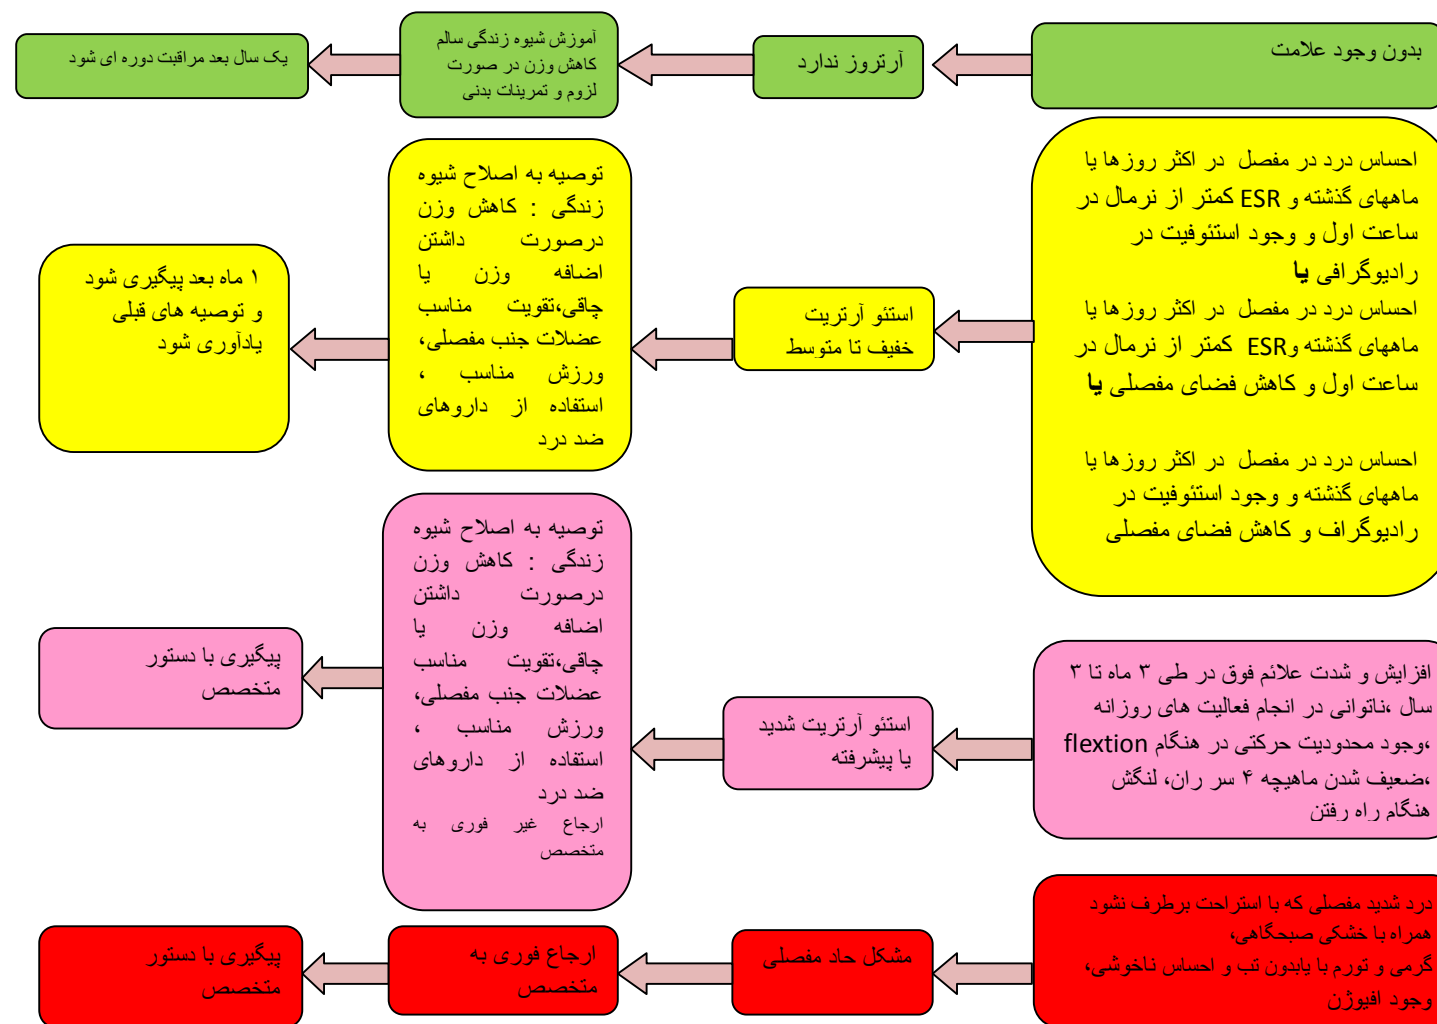 بدون وجود علامت
آرتروز ندارد
آموزش شیوه زندگی سالم
کاهش وزن در صورت
لزوم و تمرینات بدنی
یک سال بعد مراقبت دوره ای شود
احساس درد در مفصل در اکثر روزها یا
ماههای گذشته و ESR کمتر از نرمال در
ساعت اول و وجود استئوفیت در
رادیوگرافی یا
احساس درد در مفصل در اکثر روزها یا
ماههای گذشته وESR کمتر از نرمال در
ساعت اول و کاهش فضای مفصلی یا
احساس درد در مفصل در اکثر روزها یا
ماههای گذشته و وجود استئوفیت در
رادیوگراف و کاهش فضای مفصلی
استئو آرتریت
خفیف تا متوسط
توصیه به اصلاح شیوه
زندگی : کاهش وزن
درصورت داشتن
اضافه وزن یا
چاقی،تقویت مناسب
عضلات جنب مفصلی،
ورزش مناسب ،
استفاده از داروهای
ضد درد
۱ ماه بعد پیگیری شود
و توصیه های قبلی
یادآوری شود
افزایش و شدت علائم فوق در طی ۳ ماه تا ۳
سال ،ناتوانی در انجام فعالیت های روزانه
،وجود محدودیت حرکتی در هنگام flextion
،ضعیف شدن ماهیچه ۴ سر ران، لنگش
هنگام راه رفتن
استئو آرتریت شدید
یا پیشرفته
توصیه به اصلاح شیوه
زندگی : کاهش وزن
درصورت داشتن
اضافه وزن یا
چاقی،تقویت مناسب
عضلات جنب مفصلی،
ورزش مناسب ،
استفاده از داروهای
ضد درد
ارجاع غیر فوری به
متخصص
پیگیری با دستور
متخصص
درد شدید مفصلی که با استراحت برطرف نشود
همراه با خشکی صبحگاهی،
گرمی و تورم با یابدون تب و احساس ناخوشی،
وجود افیوژن
مشکل حاد مفصلی
ارجاع فوری به
متخصص
پیگیری با دستور
متخصص